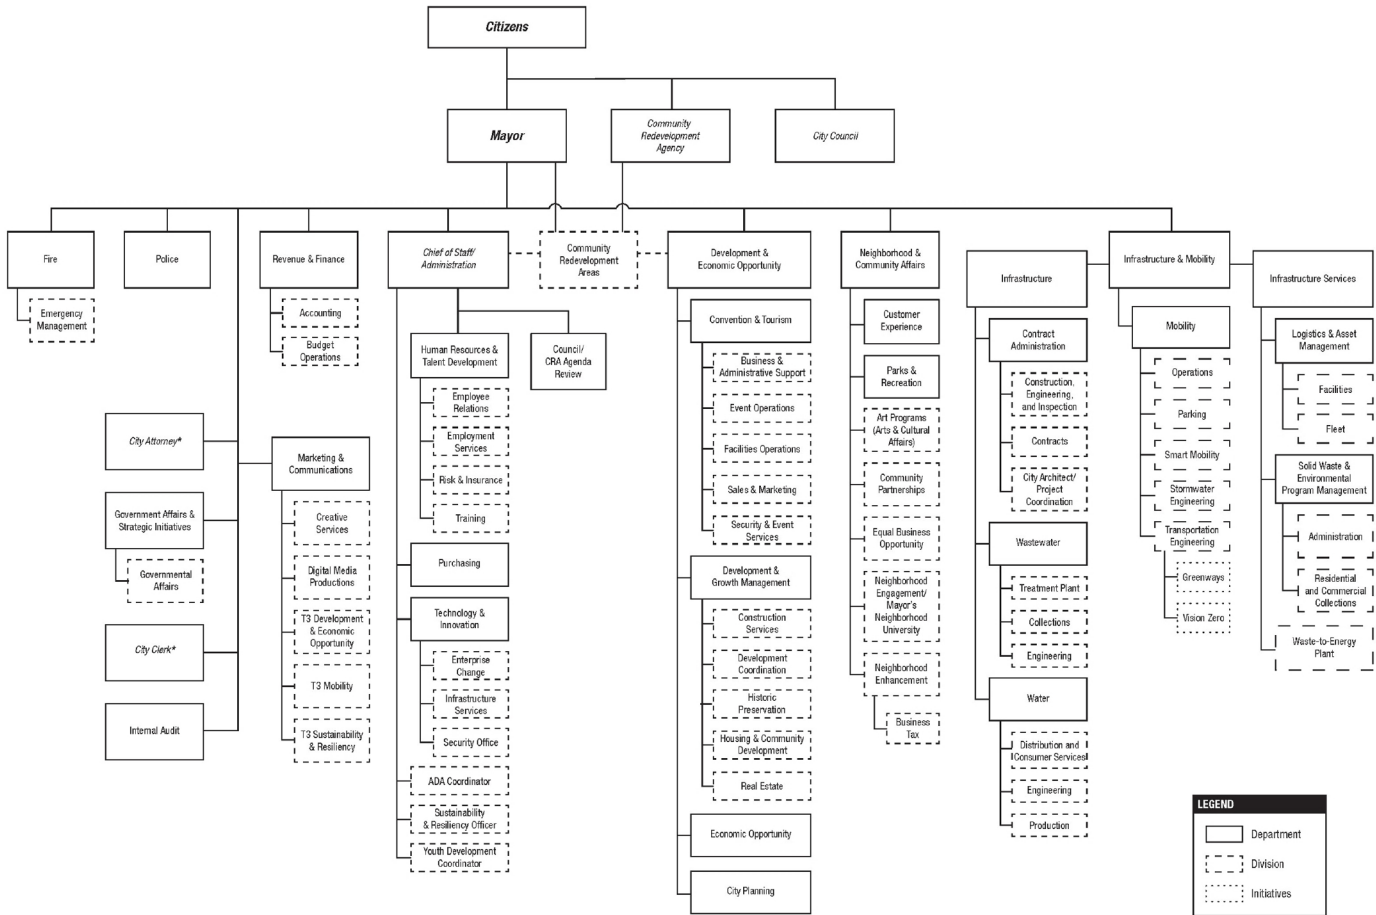 Citizens
Mayor
Community
Redevelopment
Agency
City Council
Fire
Police
Revenue & Finance
Chief of Staff/
Administration
Community
Redevelopment
Areas
Development &
Economic Opportunity
Neighborhood &
Community Affairs
Infrastructure
Infrastructure & Mobility
Infrastructure Services
Emergency
Management
Accounting
Budget
Operations
City Attorney*
Government Affairs &
Strategic Initiatives
Governmental
Affairs
City Clerk*
Internal Audit
Marketing &
Communications
Creative
Services
Digital Media
Productions
T3 Development
& Economic
Opportunity
T3 Mobility
T3 Sustainability
& Resiliency
Human Resources &
Talent Development
Employee
Relations
Employment
Services
Risk & Insurance
Training
Council/
CRA Agenda
Review
Purchasing
Technology &
Innovation
Enterprise
Change
Infrastructure
Services
Security Office
ADA Coordinator
Sustainability
& Resiliency Officer
Youth Development
Coordinator
Convention & Tourism
Business &
Administrative Support
Event Operations
Facilities Operations
Sales & Marketing
Security & Event
Services
Development &
Growth Management
Construction
Services
Development
Coordination
Historic
Preservation
Housing & Community
Development
Real Estate
Economic Opportunity
City Planning
Customer
Experience
Parks &
Recreation
Art Programs
(Arts & Cultural
Affairs)
Community
Partnerships
Equal Business
Opportunity
Neighborhood
Engagement/
Mayor's
Neighborhood
University
Neighborhood
Enhancement
Business
Tax
Contract
Administration
Construction,
Engineering,
and Inspection
Contracts
City Architect/
Project
Coordination
Wastewater
Treatment Plant
Collections
Engineering
Water
Distribution and
Consumer Services
Engineering
Production
Mobility
Operations
Parking
Smart Mobility
Stormwater
Engineering
Transportation
Engineering
Greenways
Vision Zero
Logistics & Asset
Management
Facilities
Fleet
Solid Waste &
Environmental
Program Management
Administration
Residential
and Commercial
Collections
Waste-to-Energy
Plant
LEGEND
Department
Division
Initiatives